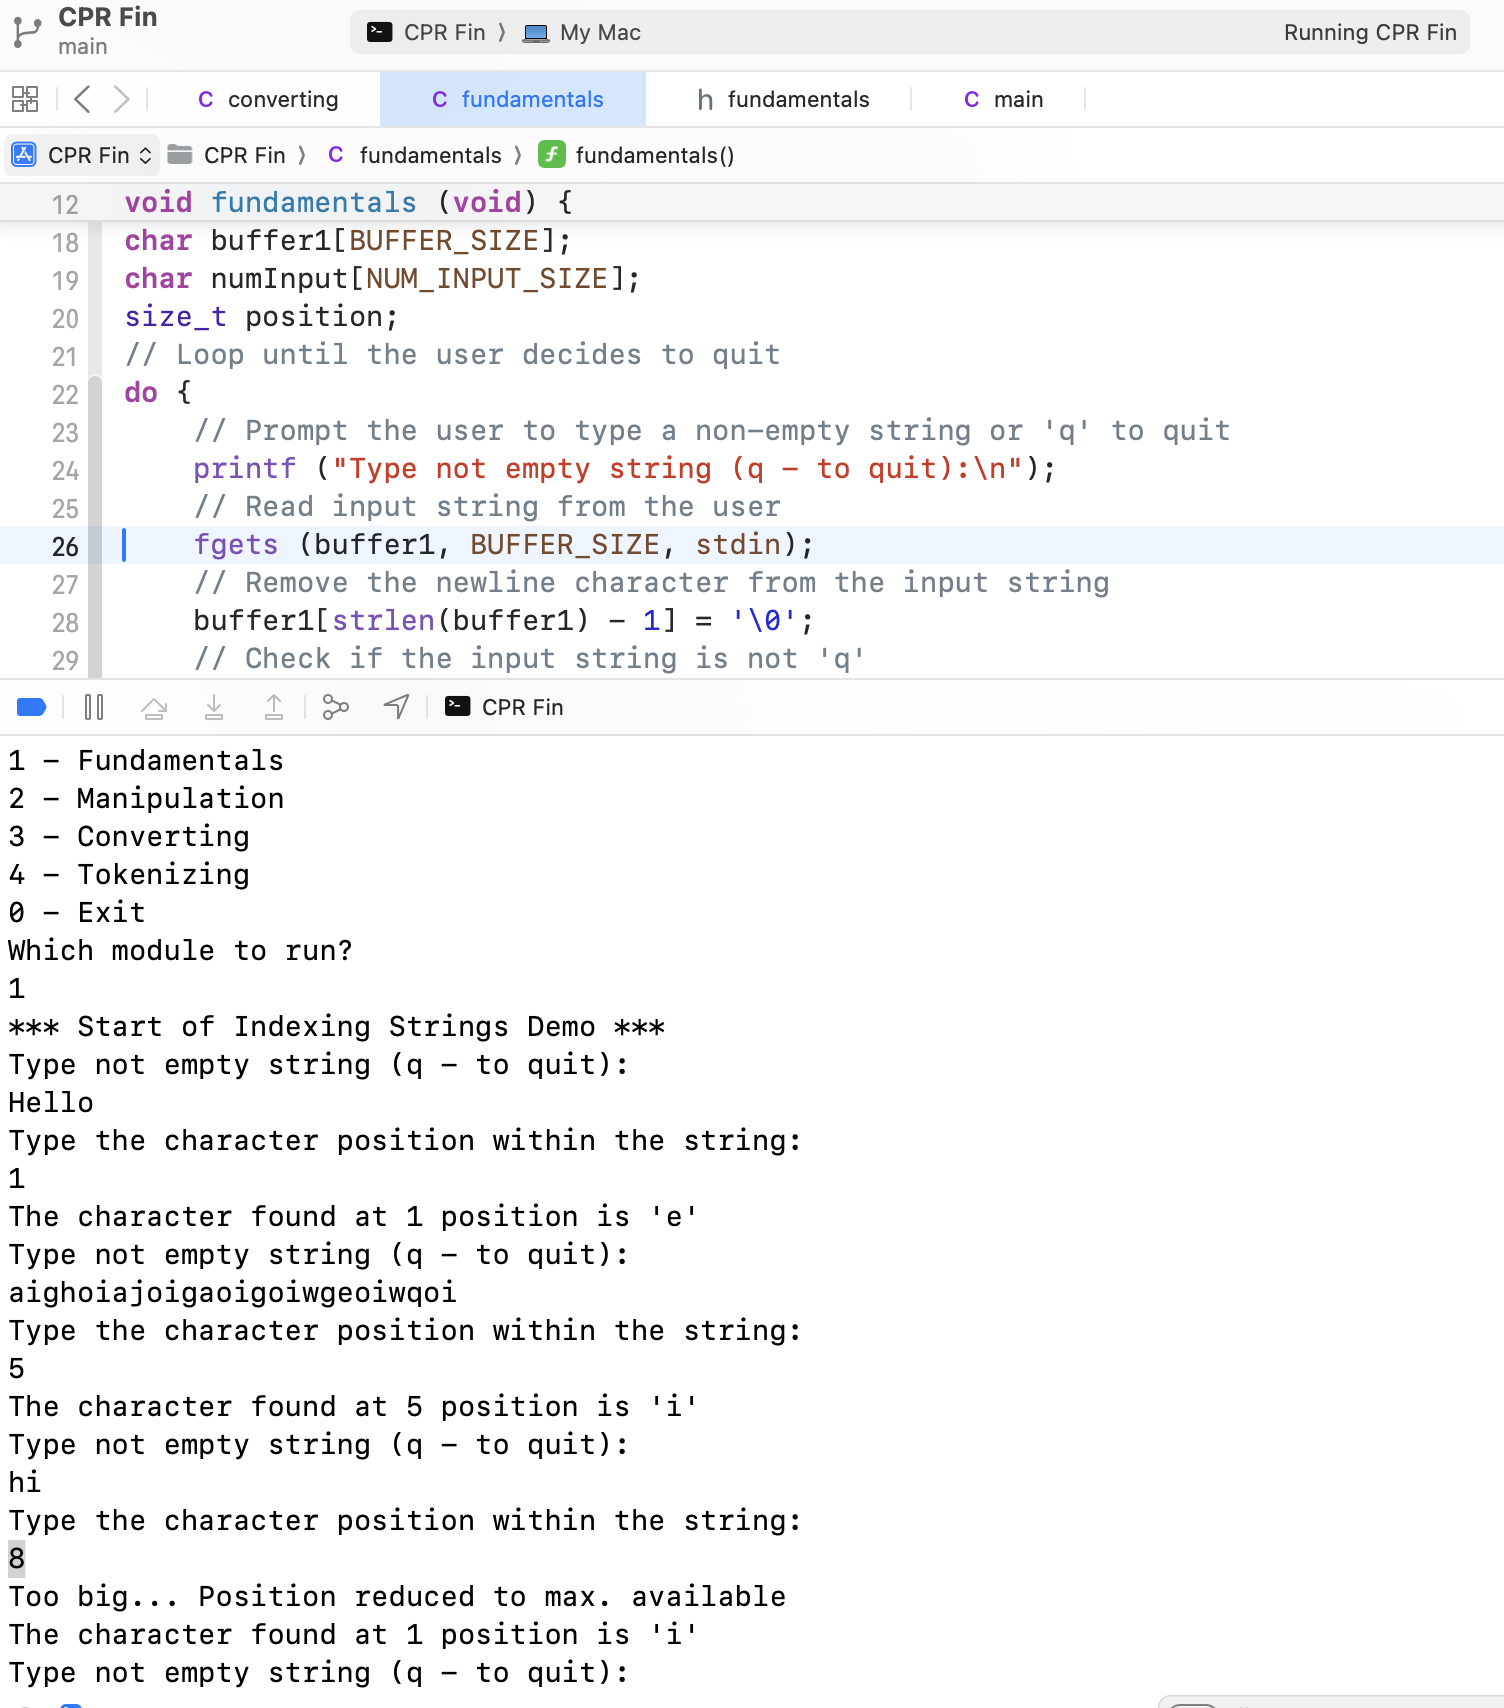 CPR Fin
main
CPR Fin 〉 My Mac
Running CPR Fin
C converting
C fundamentals
h fundamentals
C main
CPR Fin
CPR Fin 〉 C fundamentals 〉 f fundamentals()
12 void fundamentals (void) {
18 char buffer1[BUFFER_SIZE];
19 char numInput[NUM_INPUT_SIZE];
20 size_t position;
21 // Loop until the user decides to quit
22 do {
23 // Prompt the user to type a non-empty string or 'q' to quit
24 printf ("Type not empty string (q - to quit):\n");
25 // Read input string from the user
26 fgets (buffer1, BUFFER_SIZE, stdin);
27 // Remove the newline character from the input string
28 buffer1[strlen(buffer1) - 1] = '\0';
29 // Check if the input string is not 'q'
CPR Fin
1 - Fundamentals
2 - Manipulation
3 - Converting
4 - Tokenizing
0 - Exit
Which module to run?
1
*** Start of Indexing Strings Demo ***
Type not empty string (q - to quit):
Hello
Type the character position within the string:
1
The character found at 1 position is 'e'
Type not empty string (q - to quit):
aighoiajoigaoigoiwgeoiwqoi
Type the character position within the string:
5
The character found at 5 position is 'i'
Type not empty string (q - to quit):
hi
Type the character position within the string:
8
Too big... Position reduced to max. available
The character found at 1 position is 'i'
Type not empty string (q - to quit):